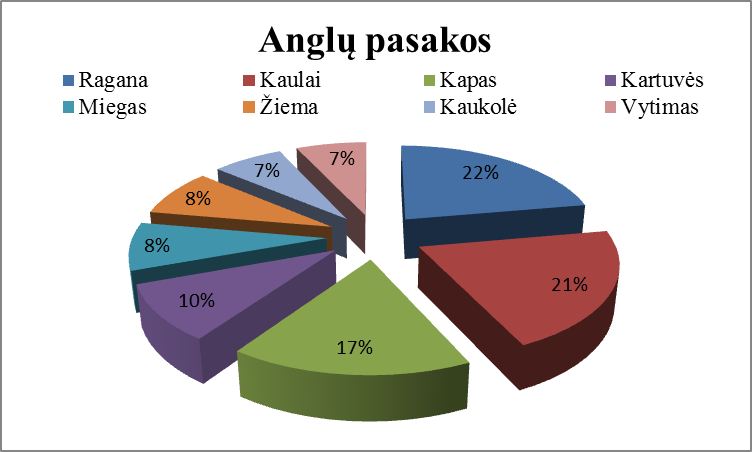 Anglų pasakos
Ragana Kaulai Kapas Kartuvės
Miegas Žiema Kaukolė Vytimas
7% 7% 22%
8%
8%
21%
10%
17%